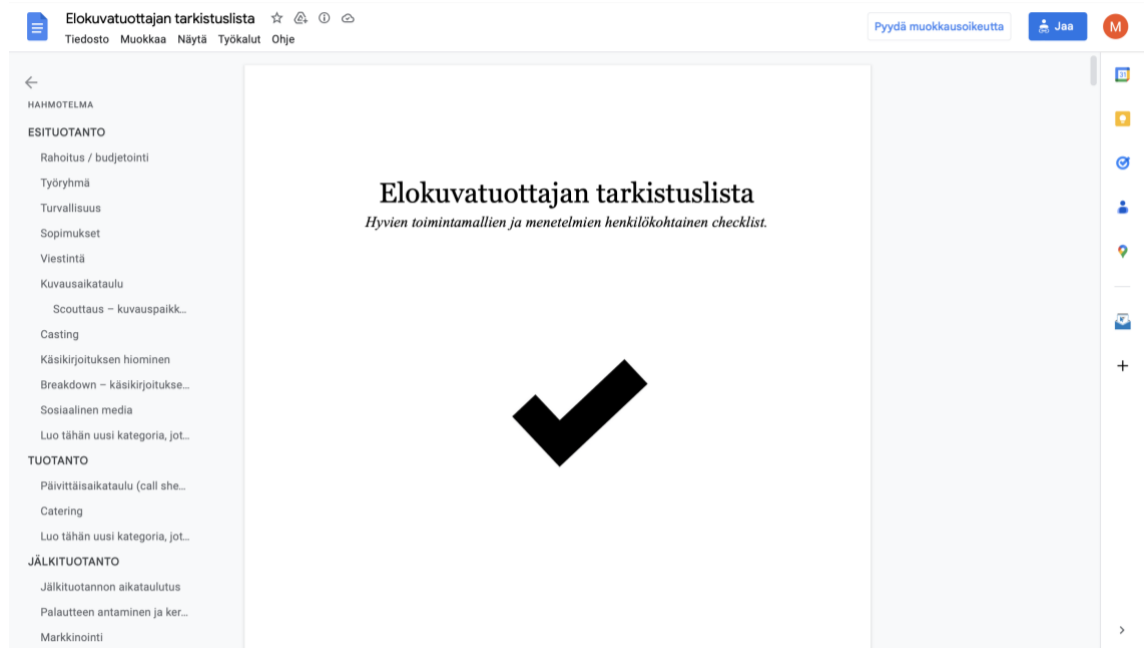 Elokuvatuottajan tarkistuslista
Tiedosto Muokkaa Näytä Työkalut Ohje
Pyydä muokkausoikeutta
Jaa
M
HAHMOTELMA
ESITUOTANTO
Rahoitus / budjetointi
Työryhmä
Turvallisuus
Sopimukset
Viestintä
Kuvausaikataulu
Scouttaus – kuvauspaikk...
Casting
Käsikirjoituksen hiominen
Breakdown – käsikirjoitukse...
Sosiaalinen media
Luo tähän uusi kategoria, jot...
TUOTANTO
Päivittäisaikataulu (call she...
Catering
Luo tähän uusi kategoria, jot...
JÄLKITUOTANTO
Jälkituotannon aikataulutus
Palautteen antaminen ja ker...
Markkinointi
Elokuvatuottajan tarkistuslista
Hyvien toimintamallien ja menetelmien henkilökohtainen checklist.
31